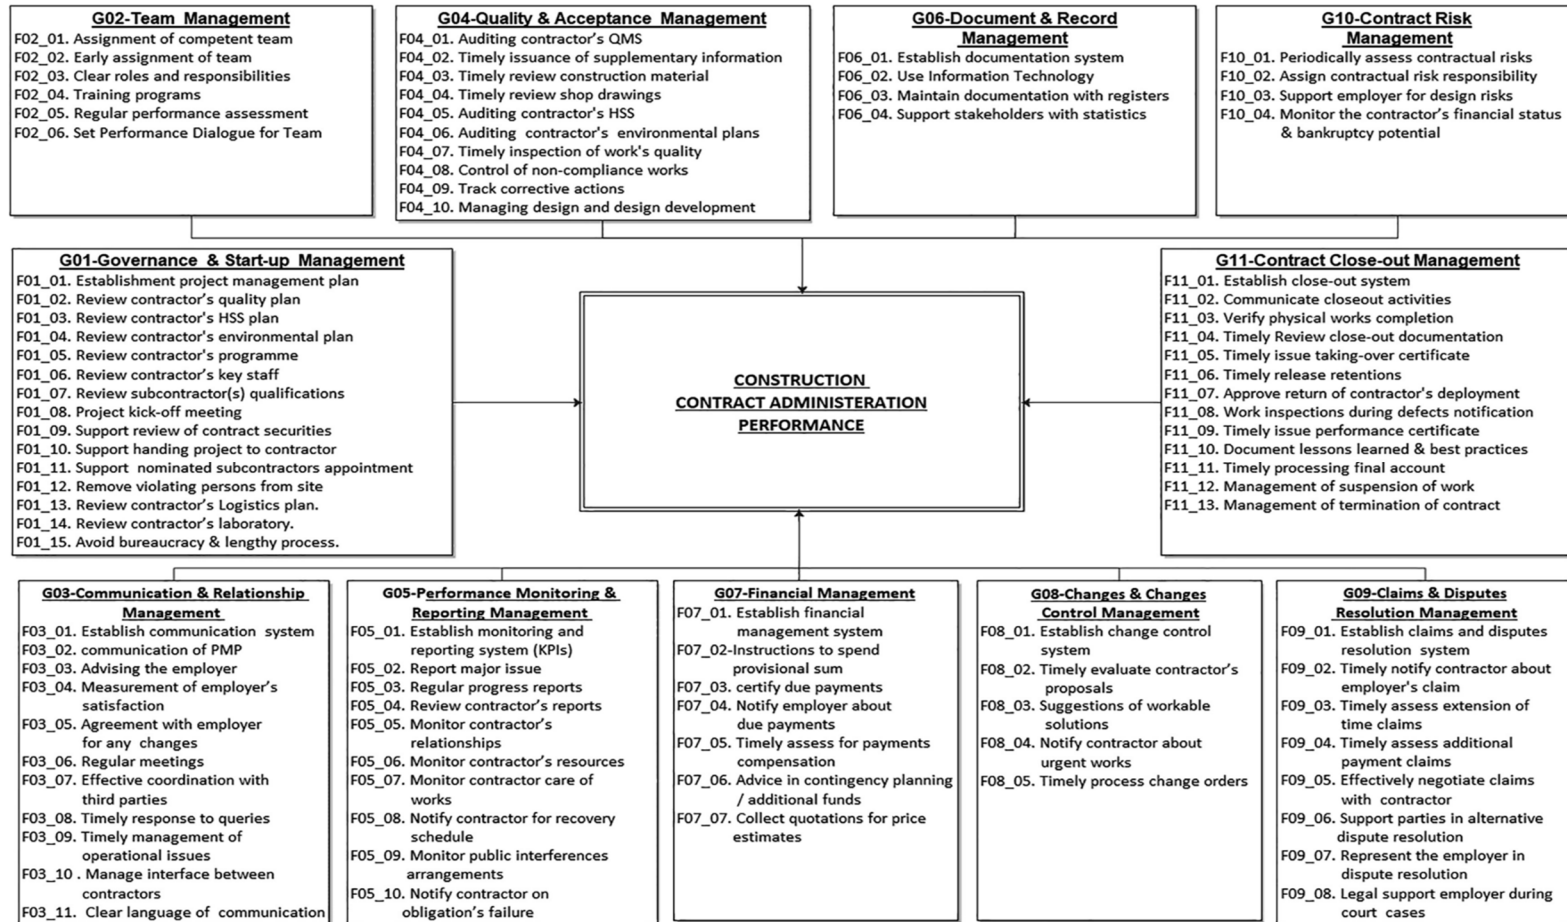 G02-Team Management
F02_01. Assignment of competent team
F02_02. Early assignment of team
F02_03. Clear roles and responsibilities
F02_04. Training programs
F02_05. Regular performance assessment
F02_06. Set Performance Dialogue for Team
G04-Quality & Acceptance Management
F04_01. Auditing contractor's QMS
F04_02. Timely issuance of supplementary information
F04_03. Timely review construction material
F04_04. Timely review shop drawings
F04_05. Auditing contractor's HSS
F04_06. Auditing contractor's environmental plans
F04_07. Timely inspection of work's quality
F04_08. Control of non-compliance works
F04_09. Track corrective actions
F04_10. Managing design and design development
G06-Document & Record
Management
F06_01. Establish documentation system
F06_02. Use Information Technology
F06_03. Maintain documentation with registers
F06_04. Support stakeholders with statistics
G10-Contract Risk
Management
F10_01. Periodically assess contractual risks
F10_02. Assign contractual risk responsibility
F10_03. Support employer for design risks
F10_04. Monitor the contractor's financial status
& bankruptcy potential
G01-Governance & Start-up Management
F01_01. Establishment project management plan
F01_02. Review contractor's quality plan
F01_03. Review contractor's HSS plan
F01_04. Review contractor's environmental plan
F01_05. Review contractor's programme
F01_06. Review contractor's key staff
F01_07. Review subcontractor(s) qualifications
F01_08. Project kick-off meeting
F01_09. Support review of contract securities
F01_10. Support handing project to contractor
F01_11. Support nominated subcontractors appointment
F01_12. Remove violating persons from site
F01_13. Review contractor's Logistics plan.
F01_14. Review contractor's laboratory.
F01_15. Avoid bureaucracy & lengthy process.
CONSTRUCTION
CONTRACT ADMINISTERATION
PERFORMANCE
G11-Contract Close-out Management
F11_01. Establish close-out system
F11_02. Communicate closeout activities
F11_03. Verify physical works completion
F11_04. Timely Review close-out documentation
F11_05. Timely issue taking-over certificate
F11_06. Timely release retentions
F11_07. Approve return of contractor's deployment
F11_08. Work inspections during defects notification
F11_09. Timely issue performance certificate
F11_10. Document lessons learned & best practices
F11_11. Timely processing final account
F11_12. Management of suspension of work
F11_13. Management of termination of contract
G03-Communication & Relationship
Management
F03_01. Establish communication system
F03_02. communication of PMP
F03_03. Advising the employer
F03_04. Measurement of employer's
satisfaction
F03_05. Agreement with employer
for any changes
F03_06. Regular meetings
F03_07. Effective coordination with
third parties
F03_08. Timely response to queries
F03_09. Timely management of
operational issues
F03_10 . Manage interface between
contractors
F03_11. Clear language of communication
G05-Performance Monitoring &
Reporting Management
F05_01. Establish monitoring and
reporting system (KPIs)
F05_02. Report major issue
F05_03. Regular progress reports
F05_04. Review contractor's reports
F05_05. Monitor contractor's
relationships
F05_06. Monitor contractor's resources
F05_07. Monitor contractor care of
works
F05_08. Notify contractor for recovery
schedule
F05_09. Monitor public interferences
arrangements
F05_10. Notify contractor on
obligation's failure
G07-Financial Management
F07_01. Establish financial
management system
F07_02-Instructions to spend
provisional sum
F07_03. certify due payments
F07_04. Notify employer about
due payments
F07_05. Timely assess for payments
compensation
F07_06. Advice in contingency planning
/ additional funds
F07_07. Collect quotations for price
estimates
G08-Changes & Changes
Control Management
F08_01. Establish change control
system
F08_02. Timely evaluate contractor's
proposals
F08_03. Suggestions of workable
solutions
F08_04. Notify contractor about
urgent works
F08_05. Timely process change orders
G09-Claims & Disputes
Resolution Management
F09_01. Establish claims and disputes
resolution system
F09_02. Timely notify contractor about
employer's claim
F09_03. Timely assess extension of
time claims
F09_04. Timely assess additional
payment claims
F09_05. Effectively negotiate claims
with contractor
F09_06. Support parties in alternative
dispute resolution
F09_07. Represent the employer in
dispute resolution
F09_08. Legal support employer during
court cases